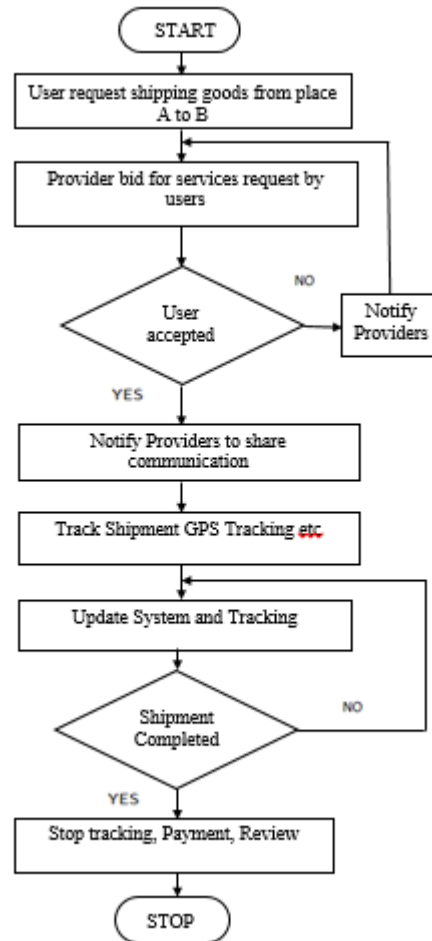 START
User request shipping goods from place
A to B
Provider bid for services request by
users
NO
User
accepted
Notify
Providers
YES
Notify Providers to share
communication
Track Shipment GPS Tracking etc
Update System and Tracking
Shipment
Completed
NO
YES
Stop tracking, Payment, Review
STOP